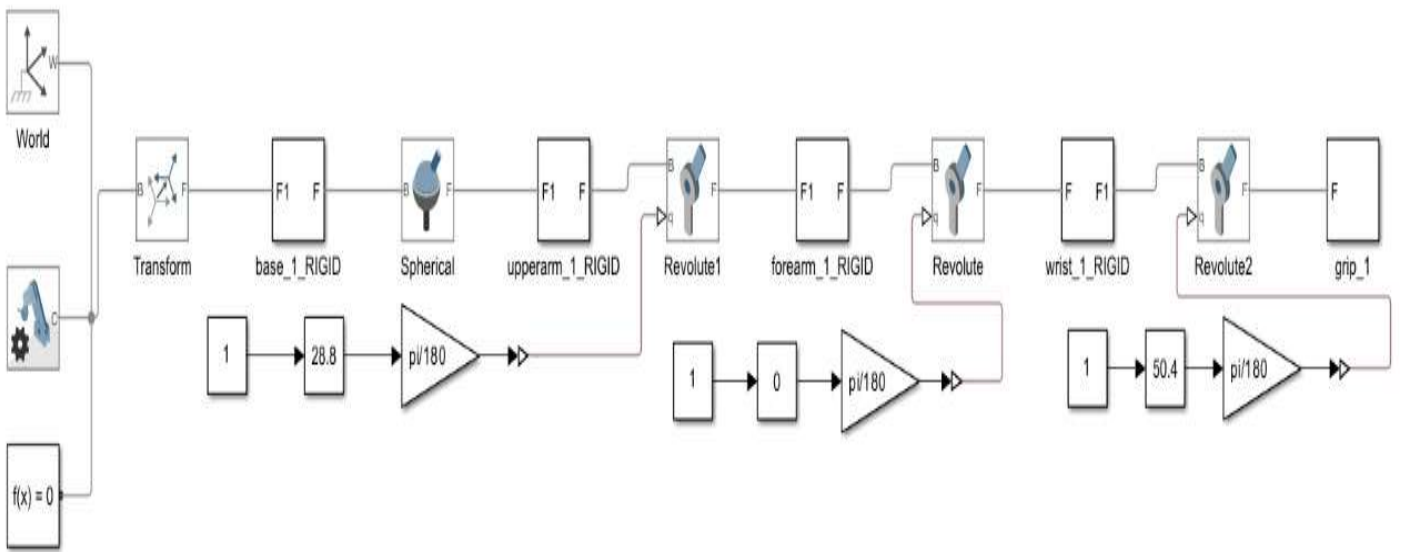 W
World
B F
F1 F
B F
F1 F
B
q
F
F1 F
B
q
F
F1 F
B
q
F
F
Transform
base_1_RIGID
Spherical
upperarm_1_RIGID
Revolute1
forearm_1_RIGID
Revolute
wrist_1_RIGID
Revolute2
grip_1
C
1
28.8
pi/180
1
0
pi/180
1
50.4
pi/180
f(x) = 0